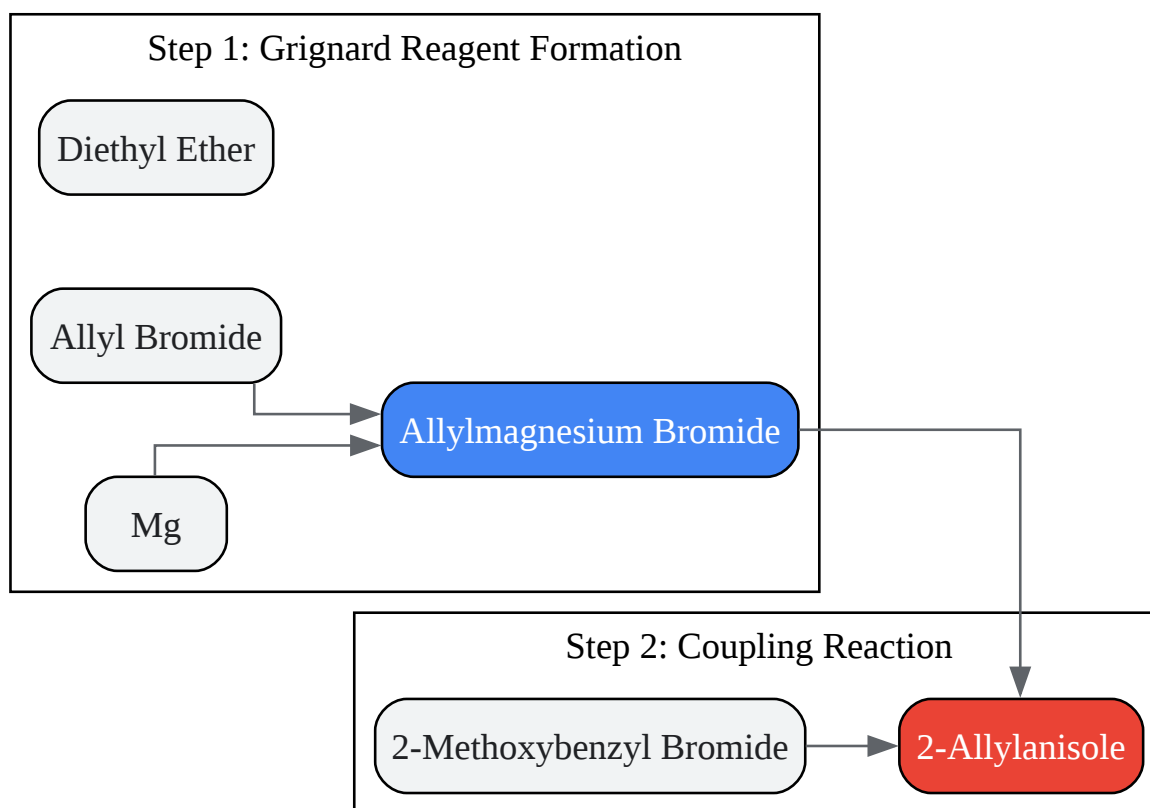 Step 1: Grignard Reagent Formation
Diethyl Ether
Allyl Bromide
Allylmagnesium Bromide
Mg
Step 2: Coupling Reaction
2-Methoxybenzyl Bromide
2-Allylanisole